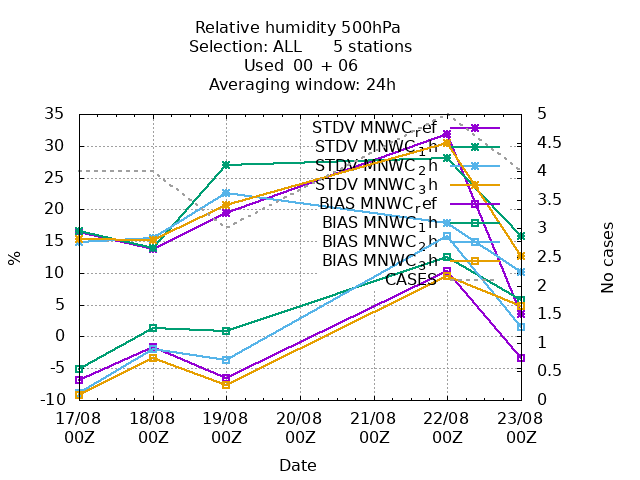 Relative humidity 500hPa
Selection: ALL 5 stations
Used 00 + 06
Averaging window: 24h
35
30
25
20
15
10
5
0
-5
-10
%
5
4.5
4
3.5
3
2.5
2
1.5
1
0.5
0
No cases
STDV MNWC_ref
STDV MNWC_1h
STDV MNWC_2h
STDV MNWC_3h
BIAS MNWC_ref
BIAS MNWC_1h
BIAS MNWC_2h
BIAS MNWC_3h
CASES
17/08 18/08 19/08 20/08 21/08 22/08 23/08
00Z 00Z 00Z 00Z 00Z 00Z 00Z
Date